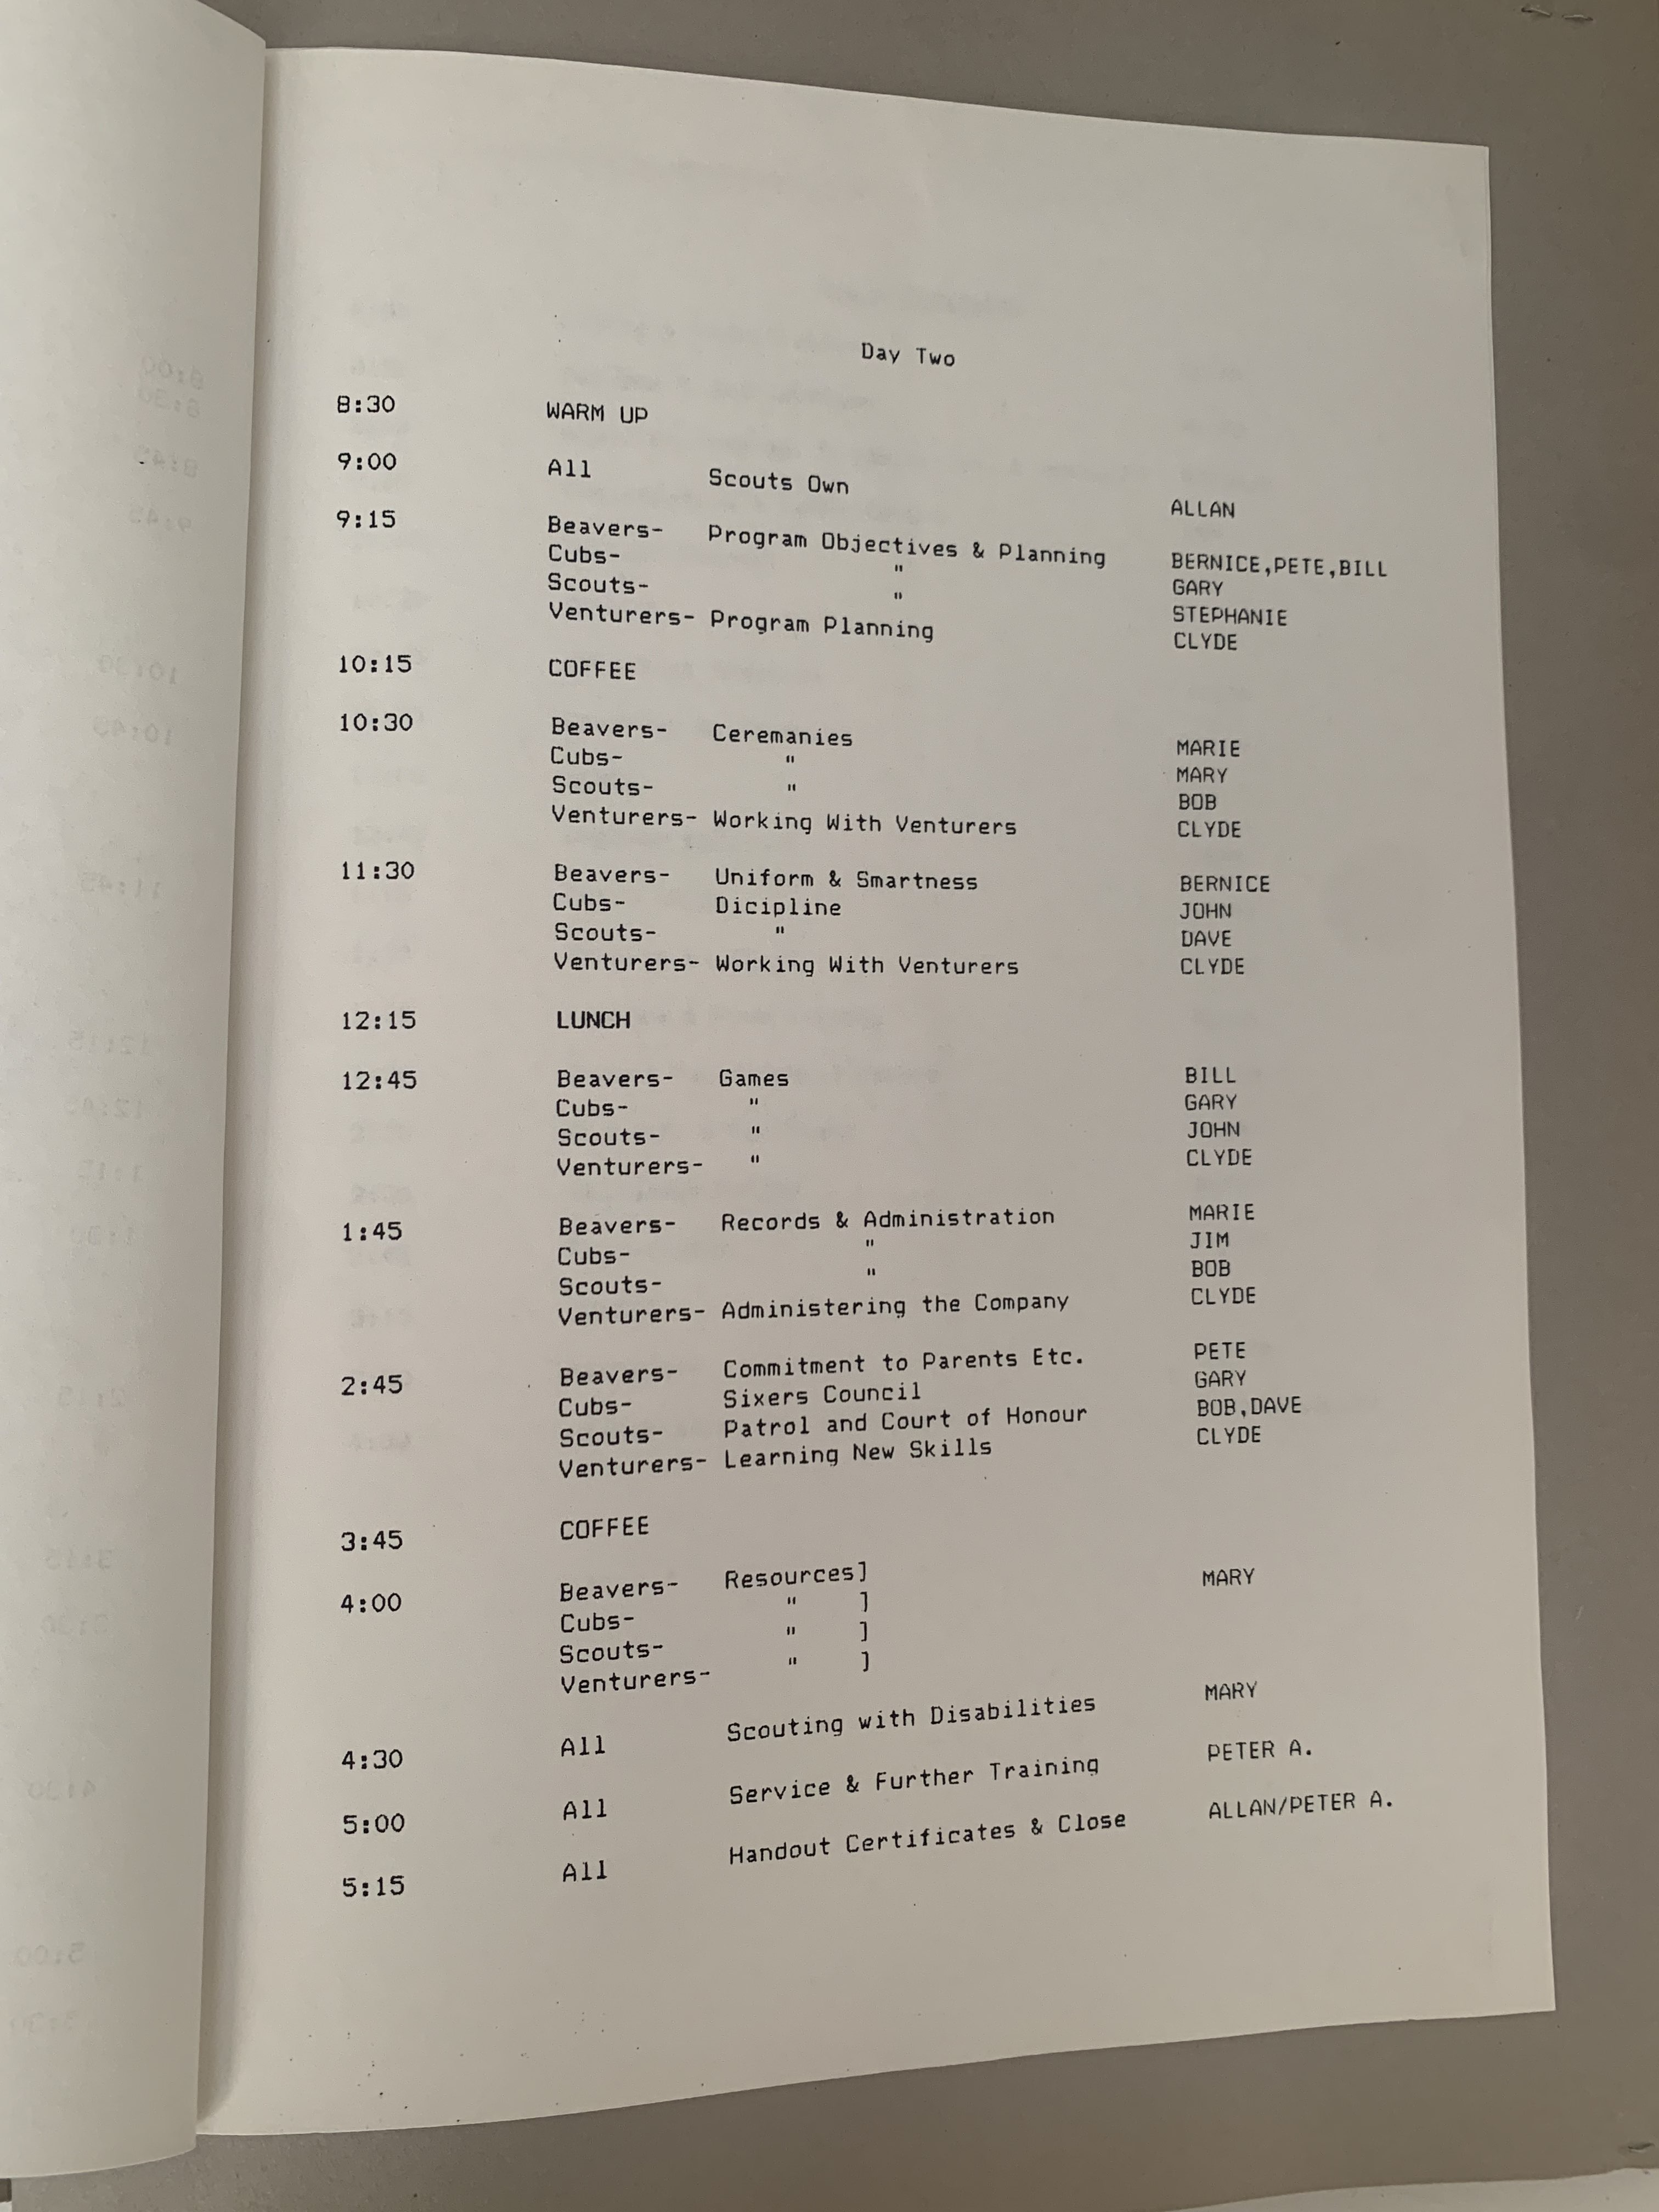 Day Two
8:30 WARM UP
9:00 All Scouts Own ALLAN
9:15 Beavers- Program Objectives & Planning BERNICE,PETE,BILL
Cubs- " GARY
Scouts- " STEPHANIE
Venturers- Program Planning CLYDE
10:15 COFFEE
10:30 Beavers- Ceremanies MARIE
Cubs- " MARY
Scouts- " BOB
Venturers- Working With Venturers CLYDE
11:30 Beavers- Uniform & Smartness BERNICE
Cubs- Dicipline JOHN
Scouts- " DAVE
Venturers- Working With Venturers CLYDE
12:15 LUNCH
12:45 Beavers- Games BILL
Cubs- " GARY
Scouts- " JOHN
Venturers- " CLYDE
1:45 Beavers- Records & Administration MARIE
Cubs- " JIM
Scouts- " BOB
Venturers- Administering the Company CLYDE
2:45 Beavers- Commitment to Parents Etc. PETE
Cubs- Sixers Council GARY
Scouts- Patrol and Court of Honour BOB,DAVE
Venturers- Learning New Skills CLYDE
3:45 COFFEE
4:00 Beavers- Resources] MARY
Cubs- " ]
Scouts- " ]
Venturers- " ]
4:30 All Scouting with Disabilities MARY
5:00 All Service & Further Training PETER A.
5:15 All Handout Certificates & Close ALLAN/PETER A.